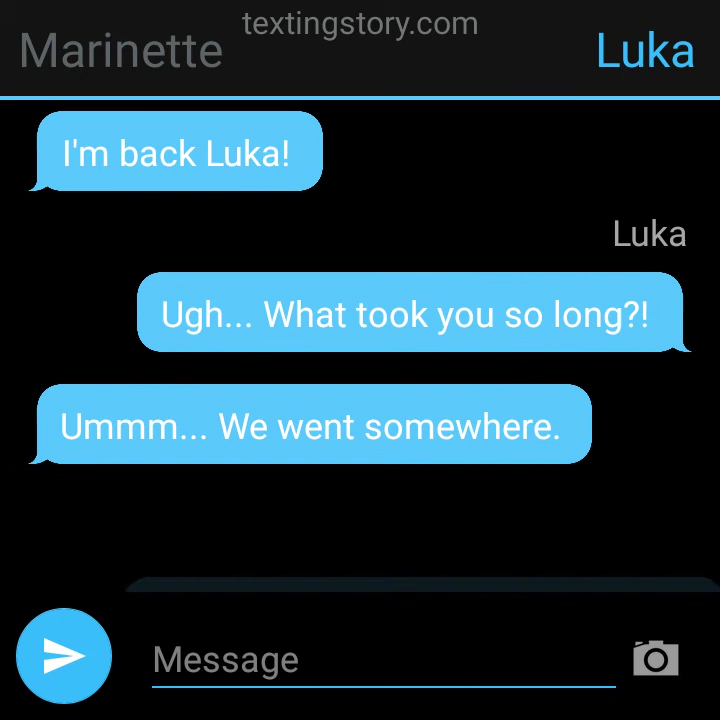 textingstory.com
Marinette
Luka
I'm back Luka!
Luka
Ugh... What took you so long?!
Ummm... We went somewhere.
Message